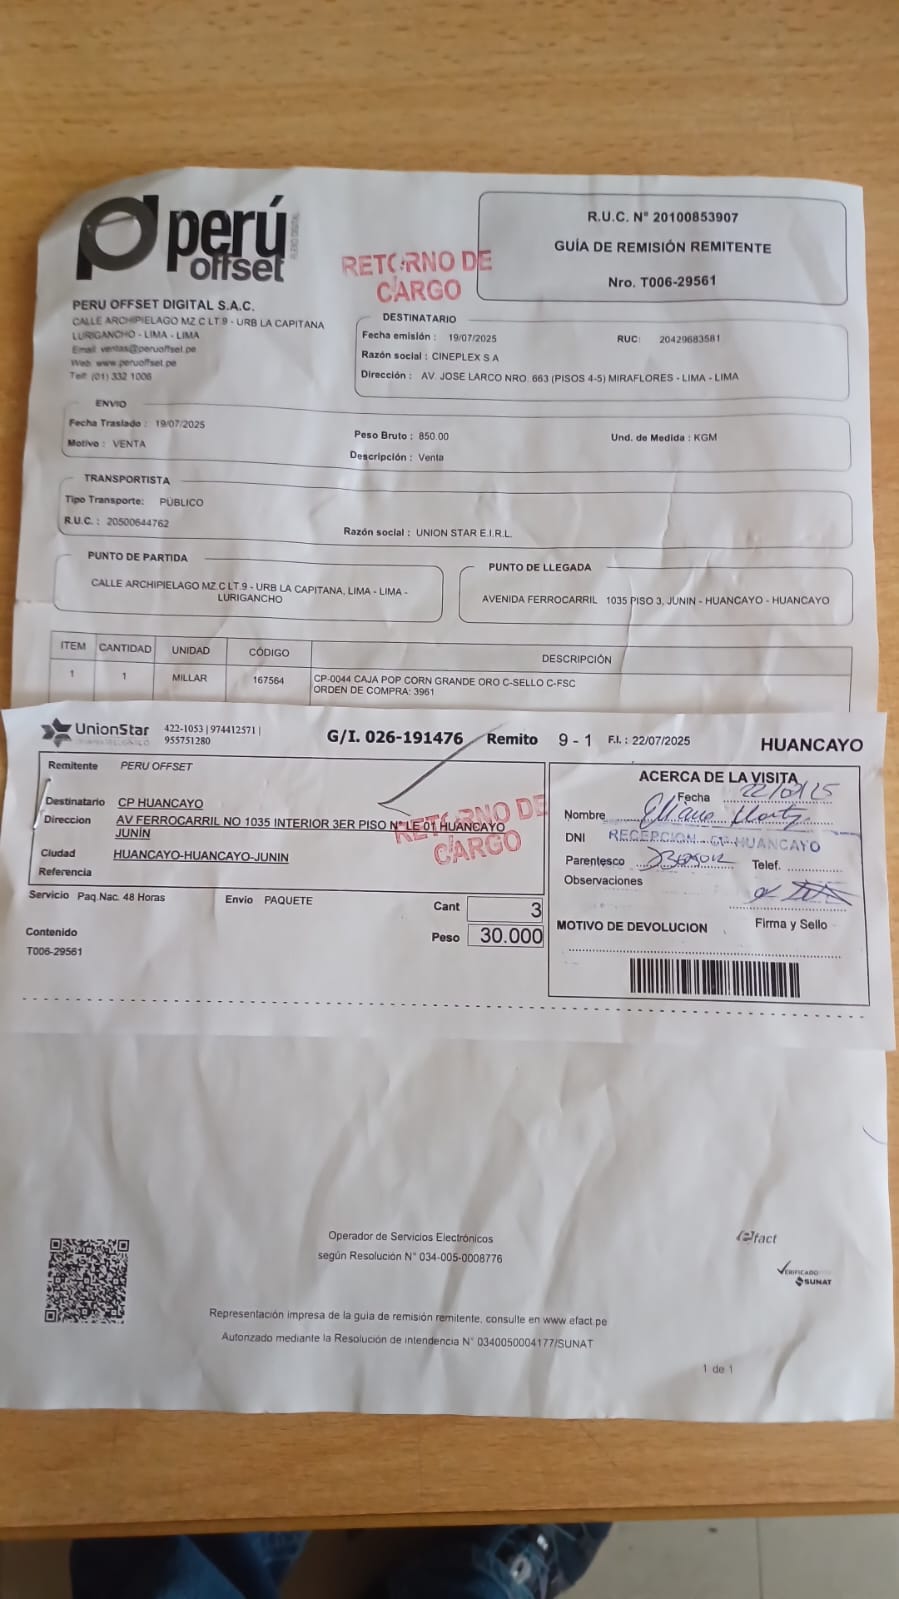 perú
offset
RETORNO DE
CARGO
R.U.C. N° 20100853907
GUÍA DE REMISIÓN REMITENTE
Nro. T006-29561
PERU OFFSET DIGITAL S.A.C.
CALLE ARCHIPIELAGO MZ C LT.9 - URB LA CAPITANA
LURIGANCHO - LIMA - LIMA
Email: ventas@peruoffset.pe
Web: www.peruoffset.pe
Telf: (01) 332 1006
DESTINATARIO
Fecha emisión : 19/07/2025 RUC: 20429683581
Razón social : CINEPLEX S A
Dirección : AV. JOSE LARCO NRO. 663 (PISOS 4-5) MIRAFLORES - LIMA - LIMA
ENVIO
Fecha Traslado : 19/07/2025
Motivo : VENTA
Peso Bruto : 850.00 Und. de Medida : KGM
Descripción : Venta
TRANSPORTISTA
Tipo Transporte: PÚBLICO
R.U.C. : 20500644762
Razón social : UNION STAR E.I.R.L.
PUNTO DE PARTIDA
CALLE ARCHIPIELAGO MZ C LT.9 - URB LA CAPITANA, LIMA - LIMA -
LURIGANCHO
PUNTO DE LLEGADA
AVENIDA FERROCARRIL 1035 PISO 3, JUNIN - HUANCAYO - HUANCAYO
ITEM CANTIDAD UNIDAD CÓDIGO DESCRIPCIÓN
1 1 MILLAR 167564 CP-0044 CAJA POP CORN GRANDE ORO C-SELLO C-FSC
ORDEN DE COMPRA: 3961
UnionStar 422-1053 | 974412571 |
955751280
G/I. 026-191476 Remito 9 - 1 F.I. : 22/07/2025 HUANCAYO
Remitente PERU OFFSET
Destinatario CP HUANCAYO
Direccion AV FERROCARRIL NO 1035 INTERIOR 3ER PISO N° LE 01 HUANCAYO
JUNÍN
Ciudad HUANCAYO-HUANCAYO-JUNIN
Referencia
RETORNO DE
CARGO
Servicio Paq.Nac. 48 Horas Envio PAQUETE
Cant 3
Contenido
Peso 30.000
T006-29561
ACERCA DE LA VISITA
Fecha
Nombre
DNI RECEPCION - CP HUANCAYO
Parentesco Telef.
Observaciones
Firma y Sello
MOTIVO DE DEVOLUCION
Operador de Servicios Electrónicos
según Resolución N° 034-005-0008776
efact
VERIFICADO
SUNAT
Representación impresa de la guía de remisión remitente, consulte en www.efact.pe
Autorizado mediante la Resolución de intendencia N° 0340050004177/SUNAT
1 de 1